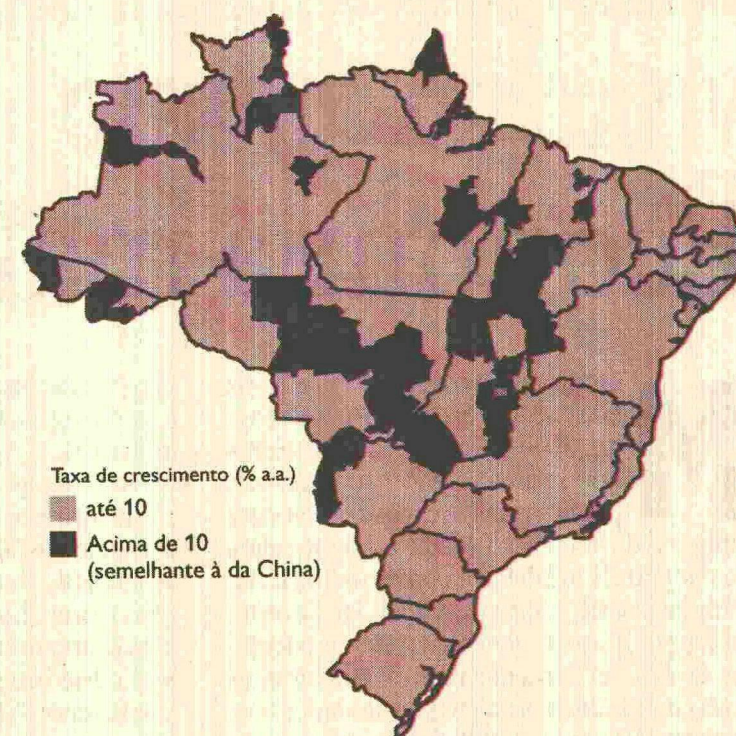 Taxa de crescimento (% a.a.)
até 10
Acima de 10
(semelhante à da China)